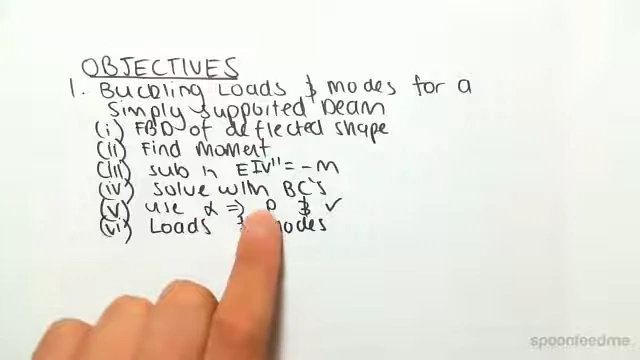 OBJECTIVES
1. Buckling Loads & modes for a
Simply Supported Beam
(i) FBD of deflected shape
(ii) Find Moment
(iii) sub in EIv'' = -M
(iv) Solve with BC's
(v) use α => P & v
(vi) Loads & modes
spoonfeedme